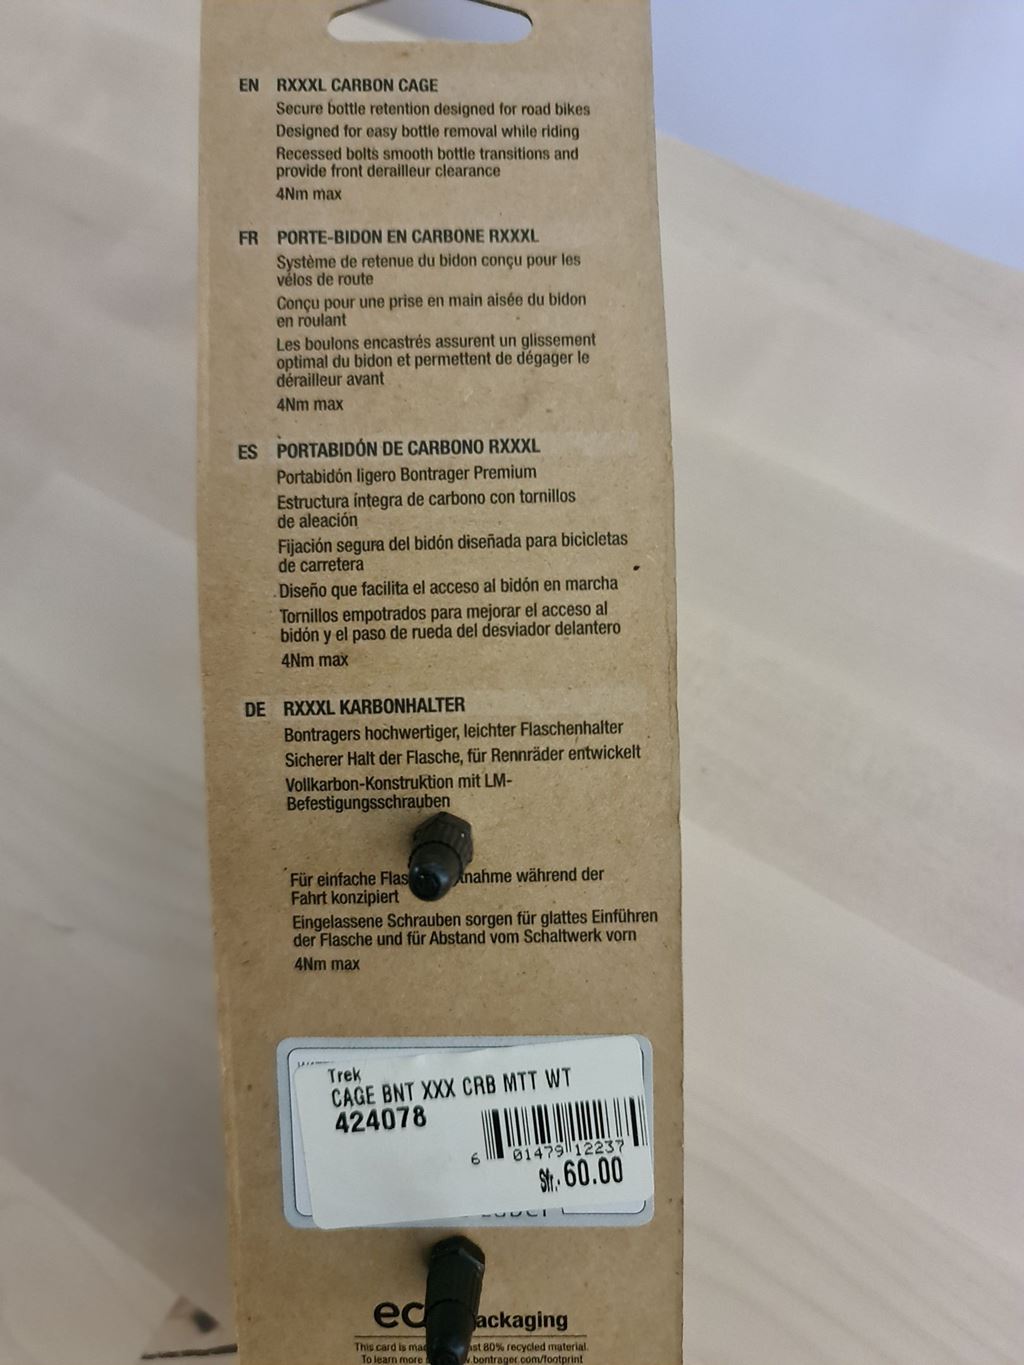 EN RXXXL CARBON CAGE
Secure bottle retention designed for road bikes
Designed for easy bottle removal while riding
Recessed bolts smooth bottle transitions and
provide front derailleur clearance
4Nm max
FR PORTE-BIDON EN CARBONE RXXXL
Système de retenue du bidon conçu pour les
vélos de route
Conçu pour une prise en main aisée du bidon
en roulant
Les boulons encastrés assurent un glissement
optimal du bidon et permettent de dégager le
dérailleur avant
4Nm max
ES PORTABIDÓN DE CARBONO RXXXL
Portabidón ligero Bontrager Premium
Estructura íntegra de carbono con tornillos
de aleación
Fijación segura del bidón diseñada para bicicletas
de carretera
Diseño que facilita el acceso al bidón en marcha
Tornillos empotrados para mejorar el acceso al
bidón y el paso de rueda del desviador delantero
4Nm max
DE RXXXL KARBONHALTER
Bontragers hochwertiger, leichter Flaschenhalter
Sicherer Halt der Flasche, für Rennräder entwickelt
Vollkarbon-Konstruktion mit LM-
Befestigungsschrauben
Für einfache während der
Fahrt konzipiert
Eingelassene Schrauben sorgen für glattes Einführen
der Flasche und für Abstand vom Schaltwerk vorn
4Nm max
Trek
CAGE BNT XXX CRB MTT WT
424078
6 01479 12237
Sfr. 60.00
This card is 80% recycled material.
To learn more .bontrager.com/footprint